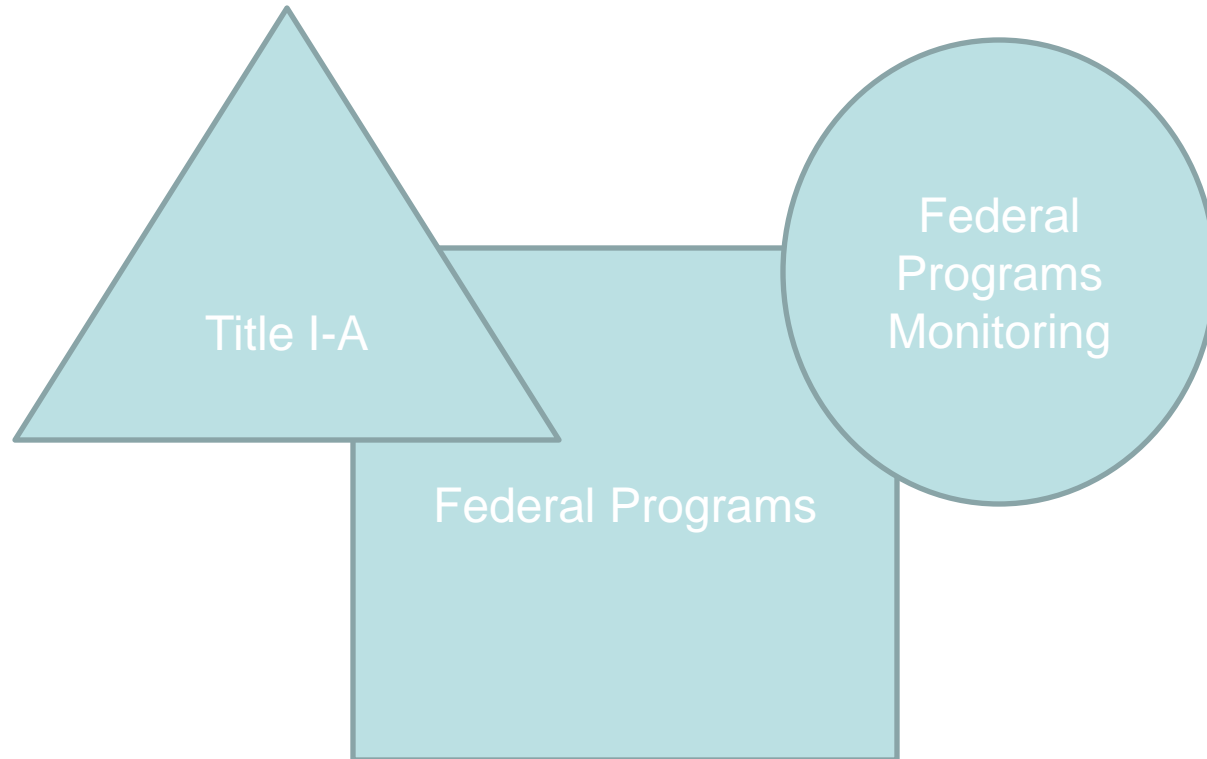 Title I-A
Federal
Programs
Monitoring
Federal Programs